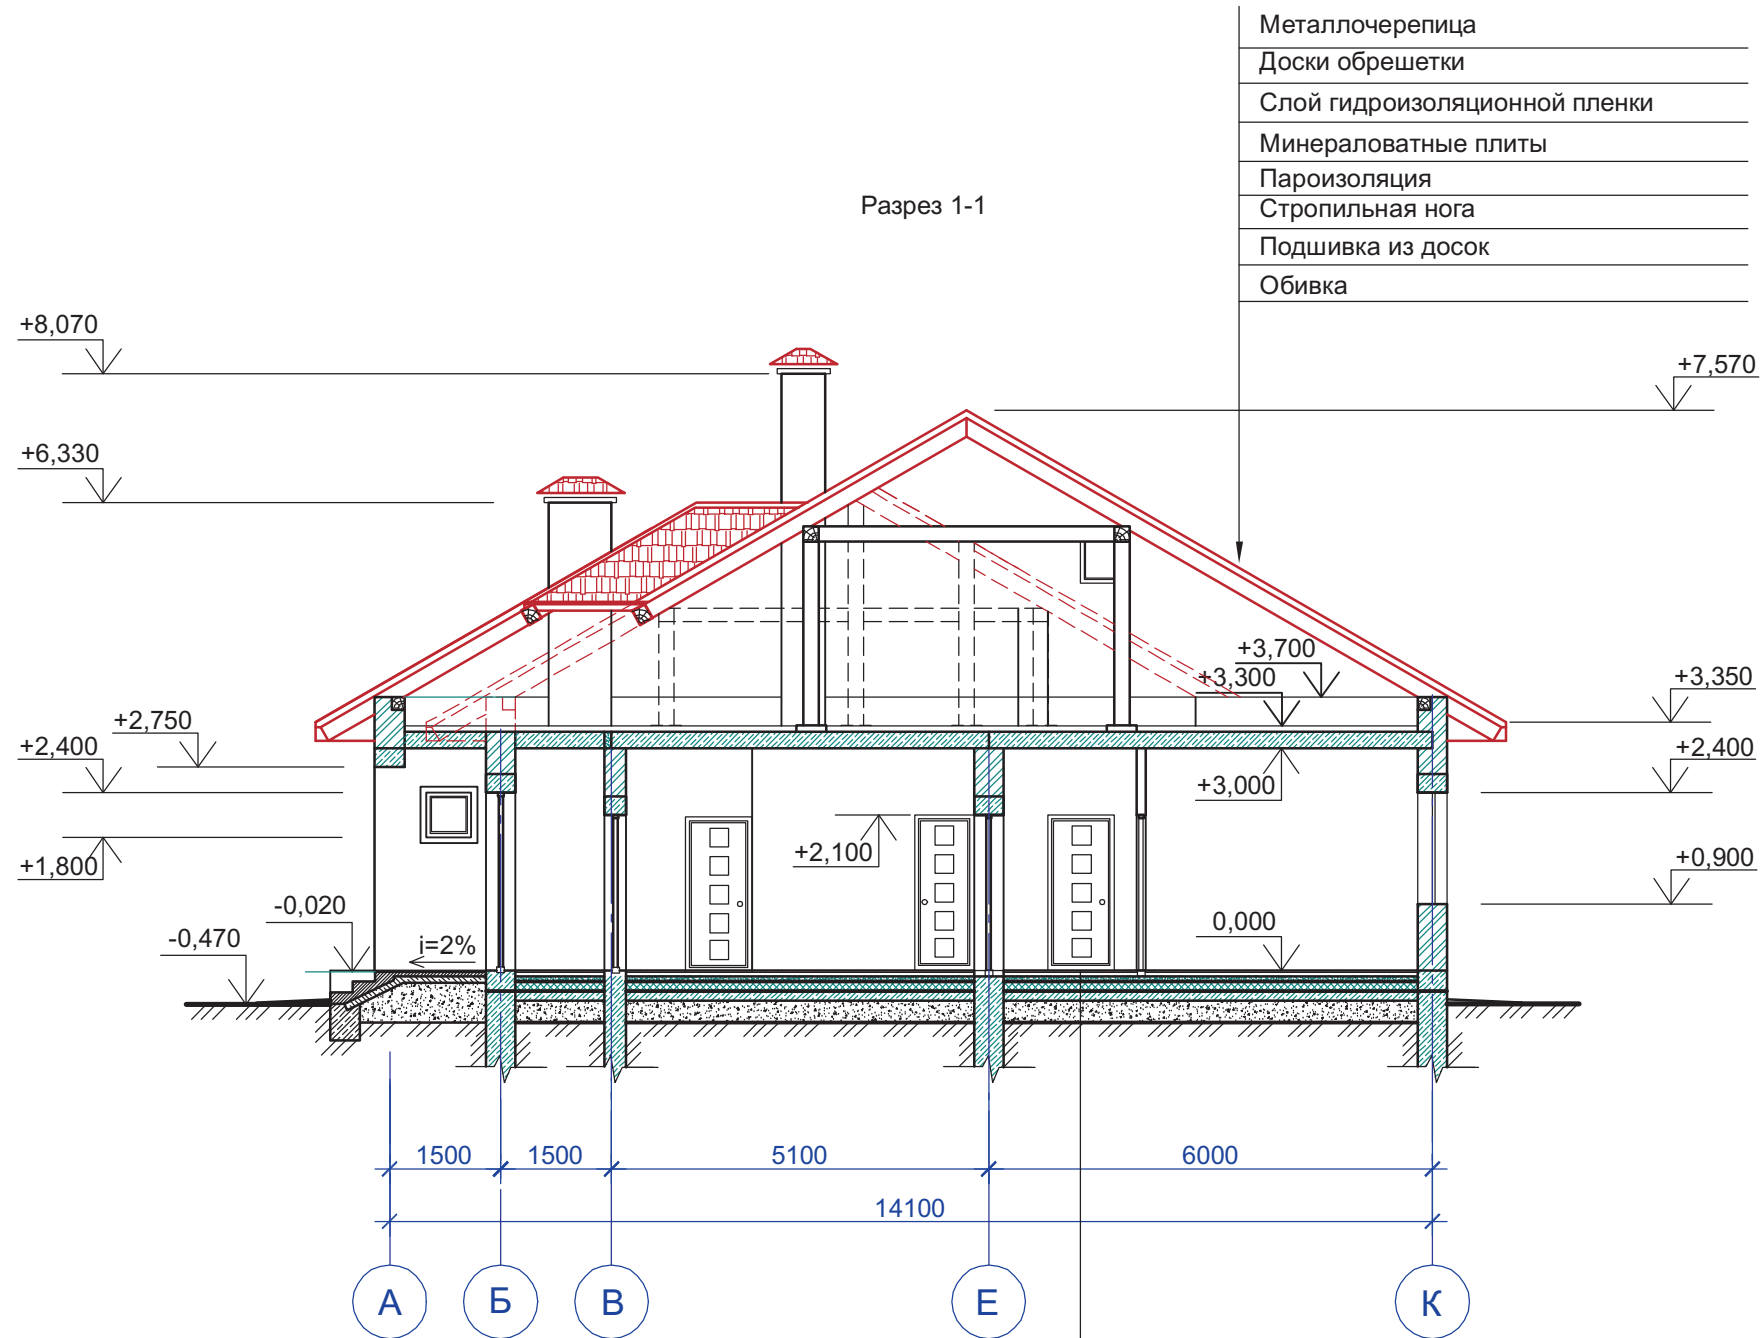 Металлочерепица
Доски обрешетки
Слой гидроизоляционной пленки
Минераловатные плиты
Пароизоляция
Стропильная нога
Подшивка из досок
Обивка
Разрез 1-1
+8,070
+7,570
+6,330
+3,700
+3,300
+3,350
+2,750
+2,400
+2,400
+3,000
+2,100
+1,800
+0,900
-0,020
0,000
-0,470
i=2%
1500
1500
5100
6000
14100
А
Б
В
Е
К